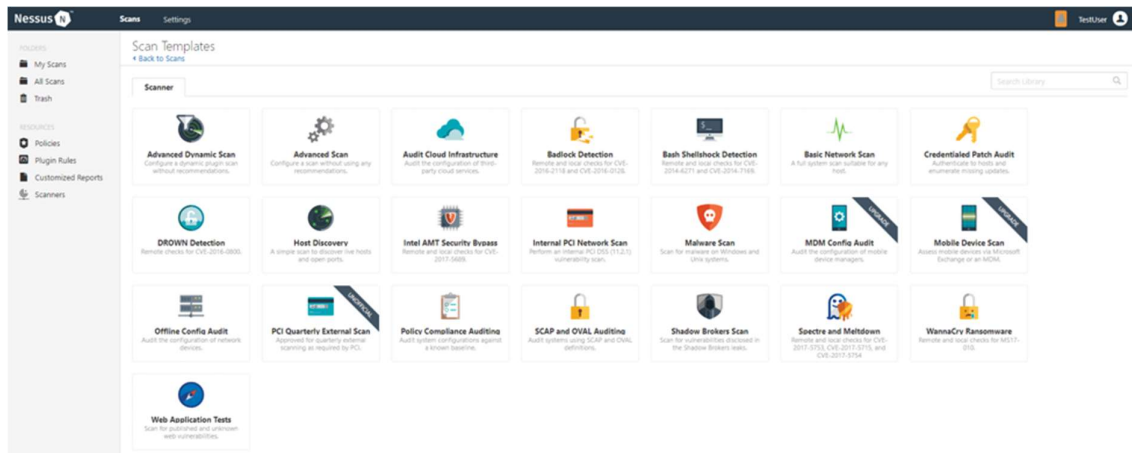 Nessus N
Scans Settings
TestUser
FOLDERS
My Scans
All Scans
Trash
RESOURCES
Policies
Plugin Rules
Customized Reports
Scanners
Scan Templates
Back to Scans
Scanner
Search Library
Advanced Dynamic Scan
Configure a dynamic plugin scan
without recommendations.
Advanced Scan
Configure a scan without using any
recommendations.
Audit Cloud Infrastructure
Audit the configuration of third-
party cloud services.
Badlock Detection
Remote and local checks for CVE-
2016-2118 and CVE-2016-0128.
Bash Shellshock Detection
Remote and local checks for CVE-
2014-6271 and CVE-2014-7169.
Basic Network Scan
A full system scan suitable for any
host.
Credentialed Patch Audit
Authenticate to hosts and
enumerate missing updates.
DROWN Detection
Remote checks for CVE-2016-0800.
Host Discovery
A simple scan to discover live hosts
and open ports.
Intel AMT Security Bypass
Remote and local checks for CVE-
2017-5689.
Internal PCI Network Scan
Perform an internal PCI DSS (11.2.1)
vulnerability scan.
Malware Scan
Scan for malware on Windows and
Unix systems.
UPGRADE
MDM Config Audit
Audit the configuration of mobile
device managers.
UPGRADE
Mobile Device Scan
Assess mobile devices via Microsoft
Exchange or an MDM.
Offline Config Audit
Audit the configuration of network
devices.
UNOFFICIAL
PCI Quarterly External Scan
Approved for quarterly external
scanning as required by PCI.
Policy Compliance Auditing
Audit system configurations against
a known baseline.
SCAP and OVAL Auditing
Audit systems using SCAP and OVAL
definitions.
Shadow Brokers Scan
Scan for vulnerabilities disclosed in
the Shadow Brokers leaks.
Spectre and Meltdown
Remote and local checks for CVE-
2017-5753, CVE-2017-5715, and
CVE-2017-5754
WannaCry Ransomware
Remote and local checks for MS17-
010.
Web Application Tests
Scan for published and unknown
web vulnerabilities.